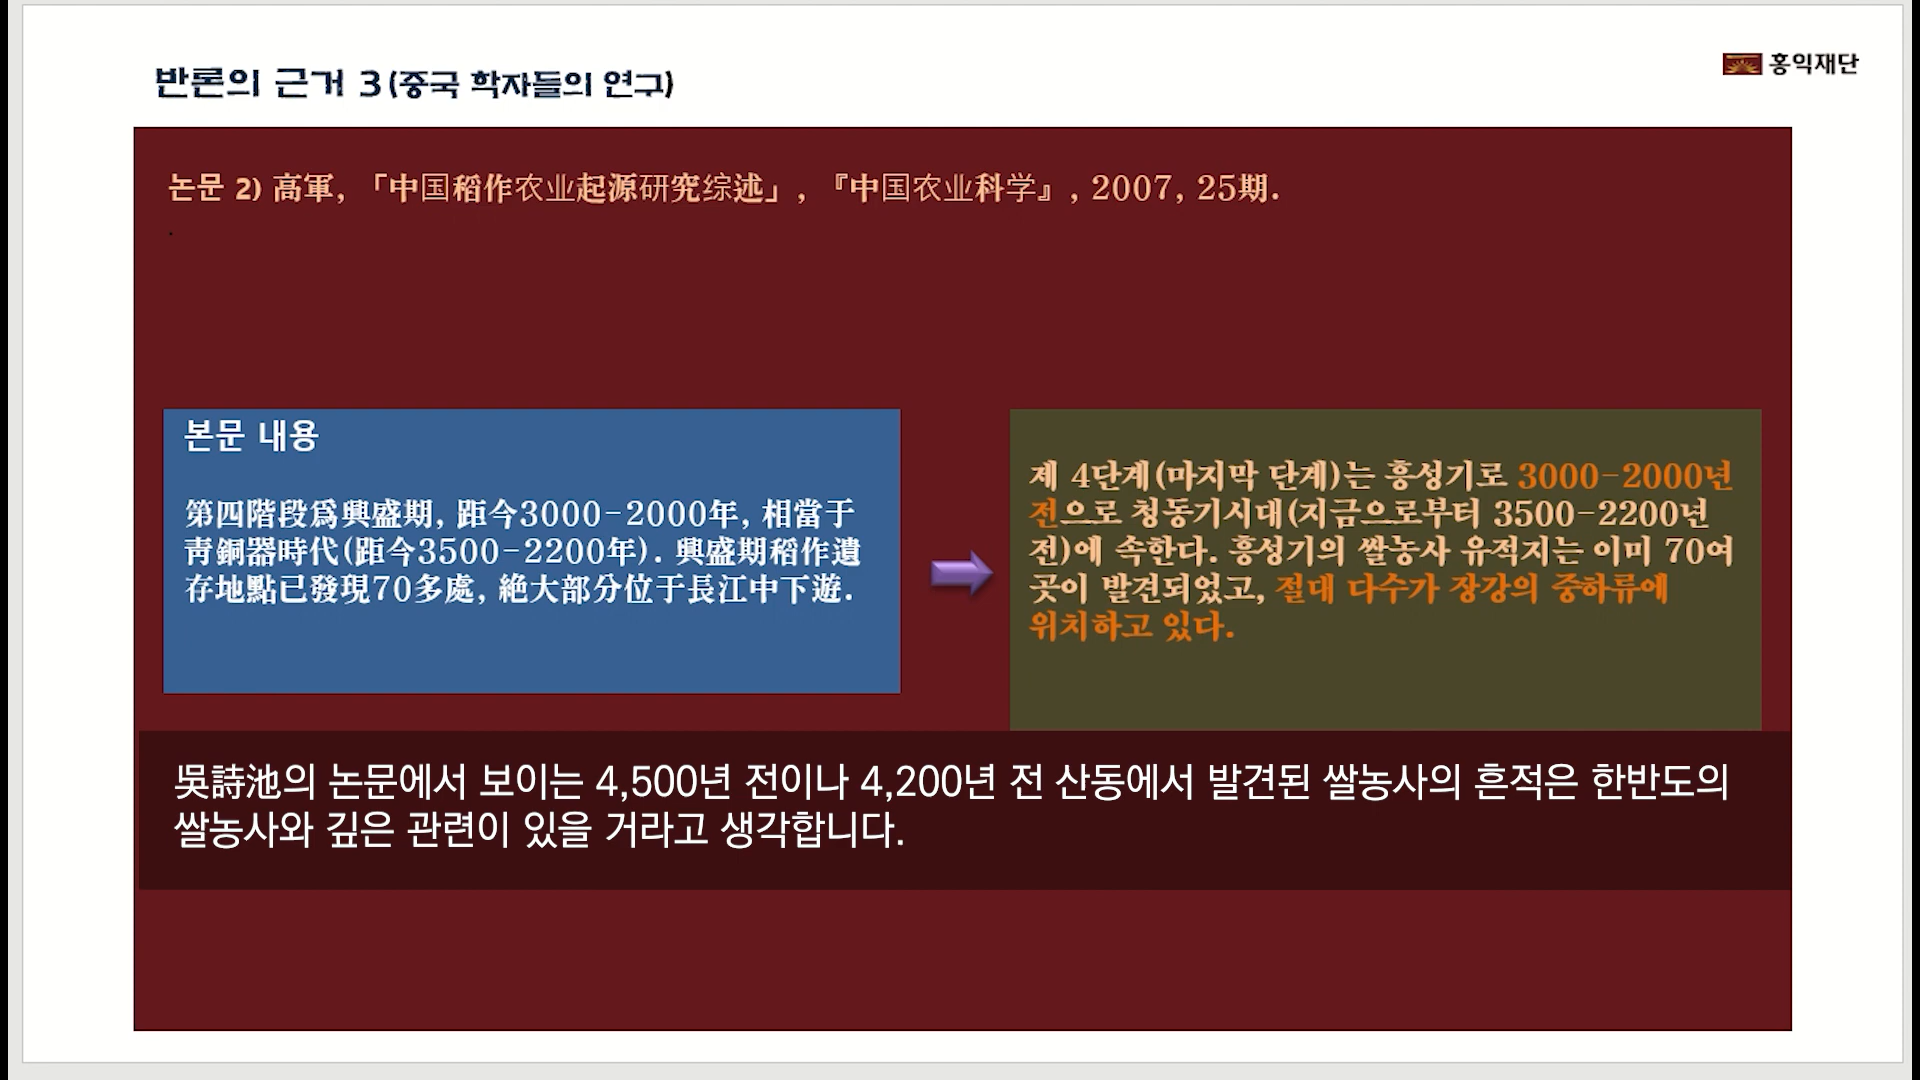 반론의 근거 3(중국 학자들의 연구)
홍익재단
논문 2) 高軍, 「中国稻作农业起源研究综述」, 『中国农业科学』, 2007, 25期.
.
본문 내용
第四階段爲興盛期, 距今3000-2000年, 相當于
靑銅器時代(距今3500-2200年). 興盛期稻作遺
存地點已發現70多處, 絶大部分位于長江中下遊.
제 4단계(마지막 단계)는 흥성기로 3000-2000년
전으로 청동기시대(지금으로부터 3500-2200년
전)에 속한다. 흥성기의 쌀농사 유적지는 이미 70여
곳이 발견되었고, 절대 다수가 장강의 중하류에
위치하고 있다.
吳詩池의 논문에서 보이는 4,500년 전이나 4,200년 전 산동에서 발견된 쌀농사의 흔적은 한반도의
쌀농사와 깊은 관련이 있을 거라고 생각합니다.